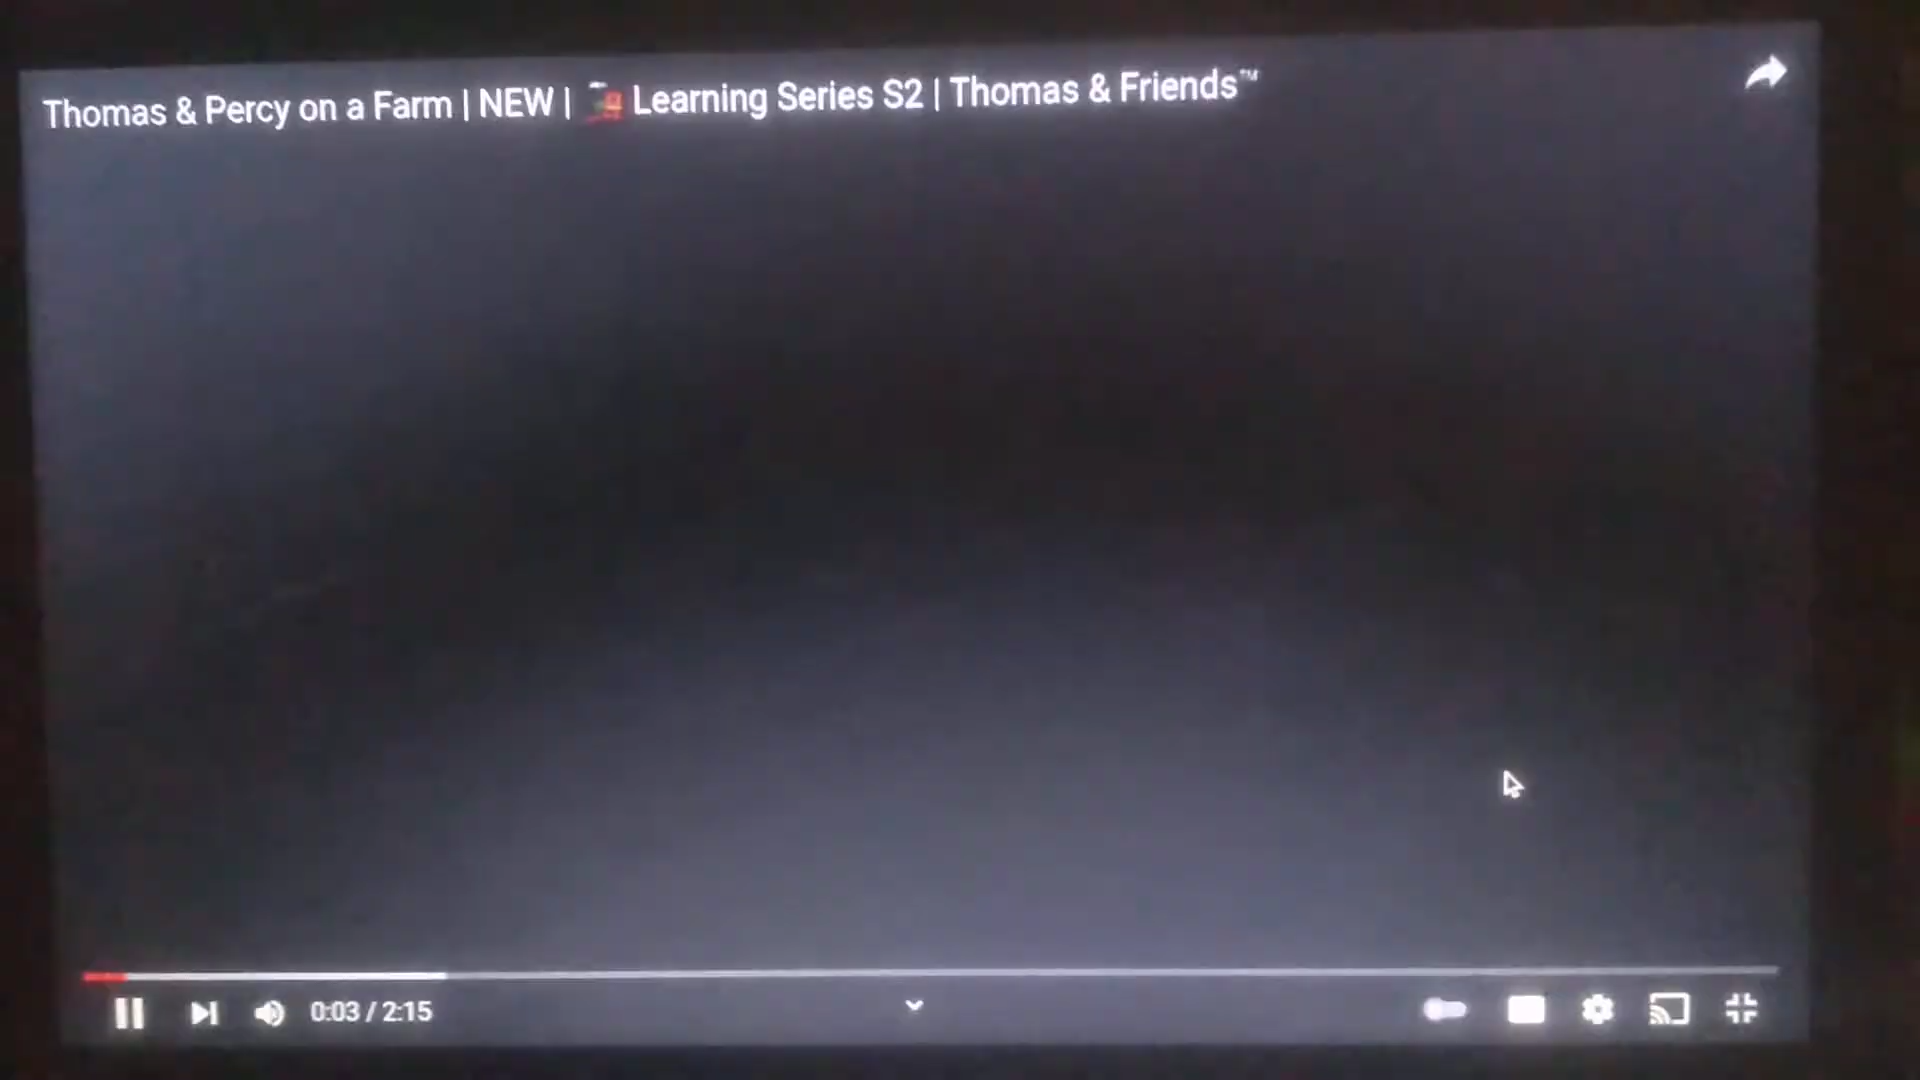 Thomas & Percy on a Farm | NEW | Learning Series S2 | Thomas & Friends™
0:03 / 2:15